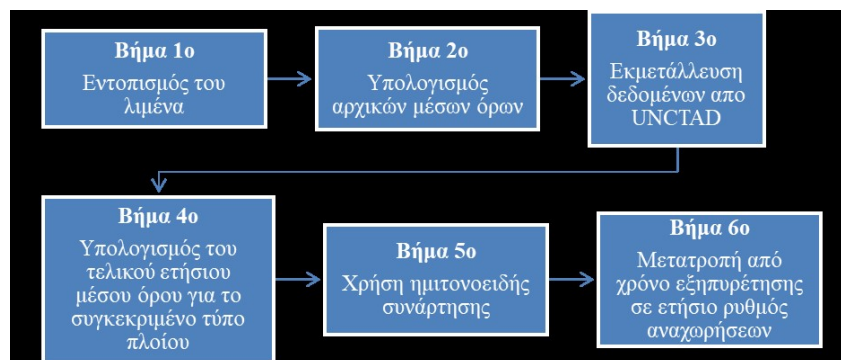 Βήμα 1ο
Εντοπισμός του
λιμένα
Βήμα 2ο
Υπολογισμός
αρχικών μέσων όρων
Βήμα 3ο
Εκμετάλλευση
δεδομένων απο
UNCTAD
Βήμα 4ο
Υπολογισμός του
τελικού ετήσιου
μέσου όρου για το
συγκεκριμένο τύπο
πλοίου
Βήμα 5ο
Χρήση ημιτονοειδής
συνάρτησης
Βήμα 6ο
Μετατροπή από
χρόνο εξηπυρέτησης
σε ετήσιο ρυθμός
αναχωρήσεων